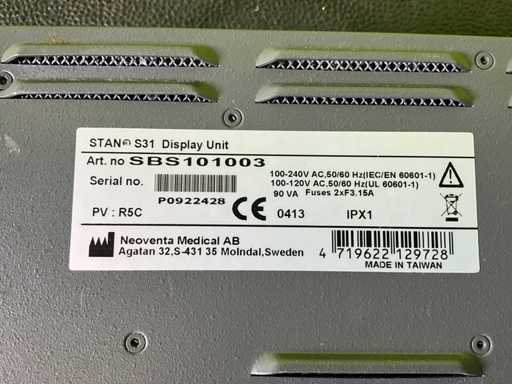 STAN® S31 Display Unit
Art. no SBS101003
Serial no.
P0922428
100-240V AC,50/60 Hz(IEC/EN 60601-1)
100-120V AC,50/60 Hz(UL 60601-1)
90 VA Fuses 2xF3.15A
PV : R5C
CE 0413 IPX1
Neoventa Medical AB
Agatan 32,S-431 35 Molndal,Sweden
4 719622 129728
MADE IN TAIWAN